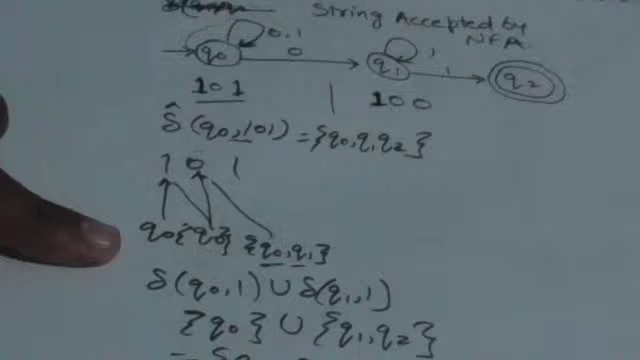 String Accepted by
NFA
q0 0,1 0 q1 1 1 q2
101 | 100
δ̂(q0,101) = {q0,q1,q2}
1 0 1
q0 {q0} {q0,q1}
δ(q0,1) ∪ δ(q1,1)
{q0} ∪ {q1,q2}